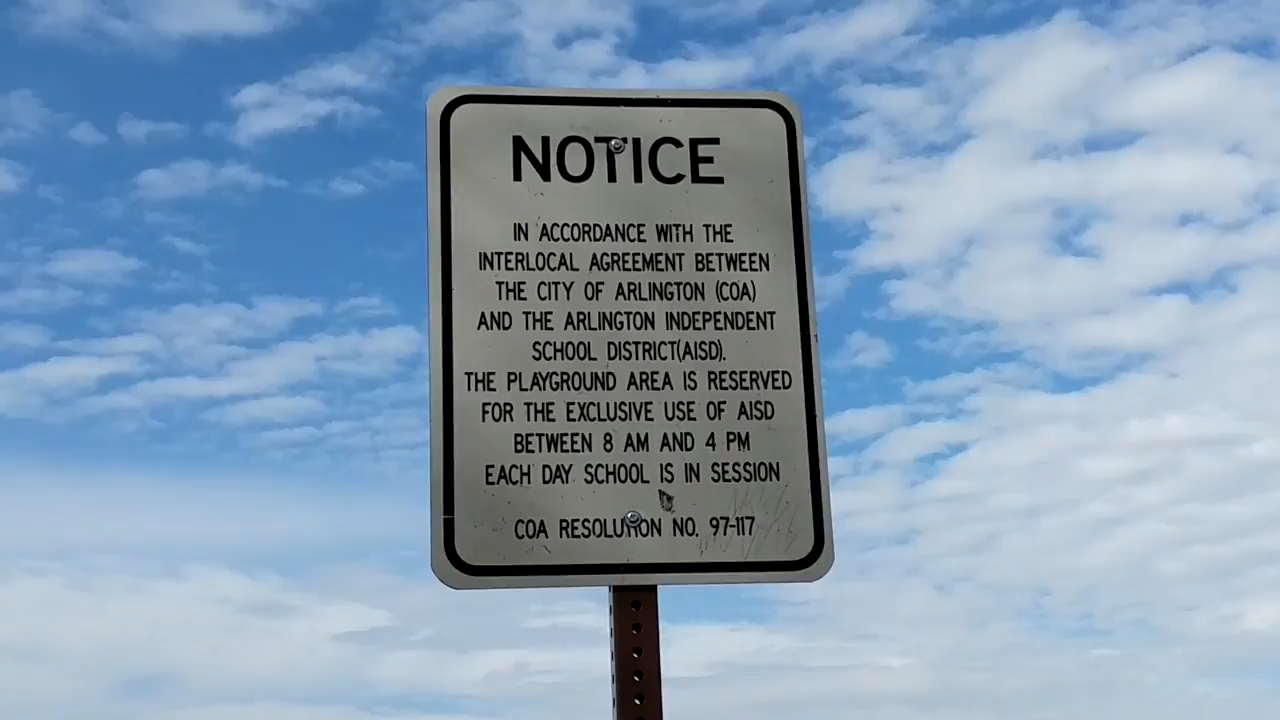 NOTICE
IN ACCORDANCE WITH THE
INTERLOCAL AGREEMENT BETWEEN
THE CITY OF ARLINGTON (COA)
AND THE ARLINGTON INDEPENDENT
SCHOOL DISTRICT(AISD).
THE PLAYGROUND AREA IS RESERVED
FOR THE EXCLUSIVE USE OF AISD
BETWEEN 8 AM AND 4 PM
EACH DAY SCHOOL IS IN SESSION
COA RESOLUTION NO. 97-117